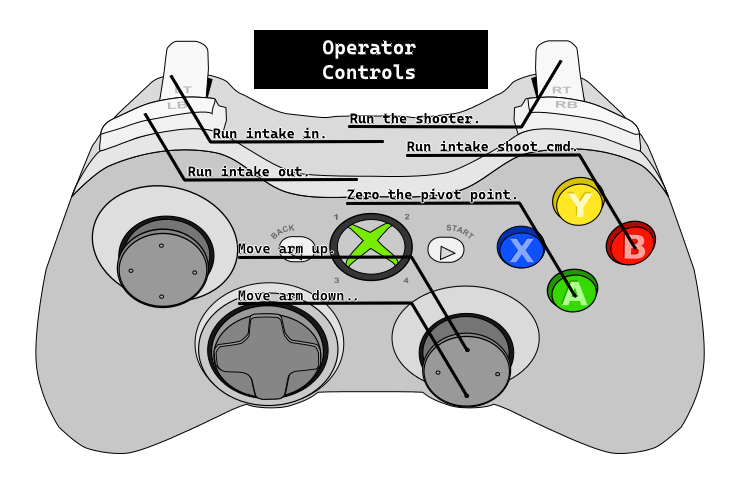 Operator
Controls
LT
LB
RT
RB
Run the shooter.
Run intake in.
Run intake shoot cmd.
Run intake out.
Zero the pivot point.
Y
1
2
BACK
START
X
B
Move arm up.
3
4
Move arm down..
A